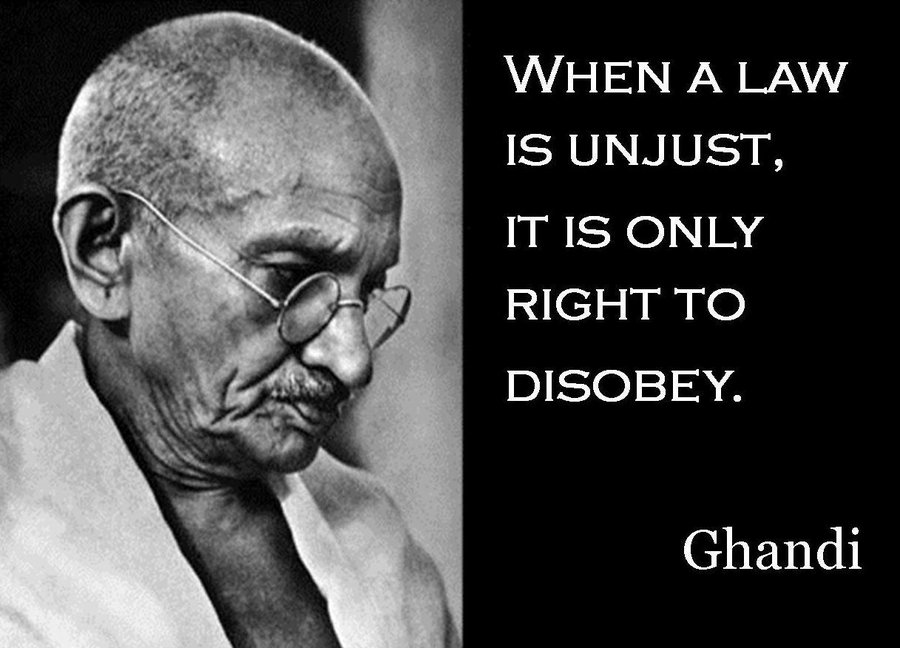 When a law
is unjust,
it is only
right to
disobey.
Ghandi